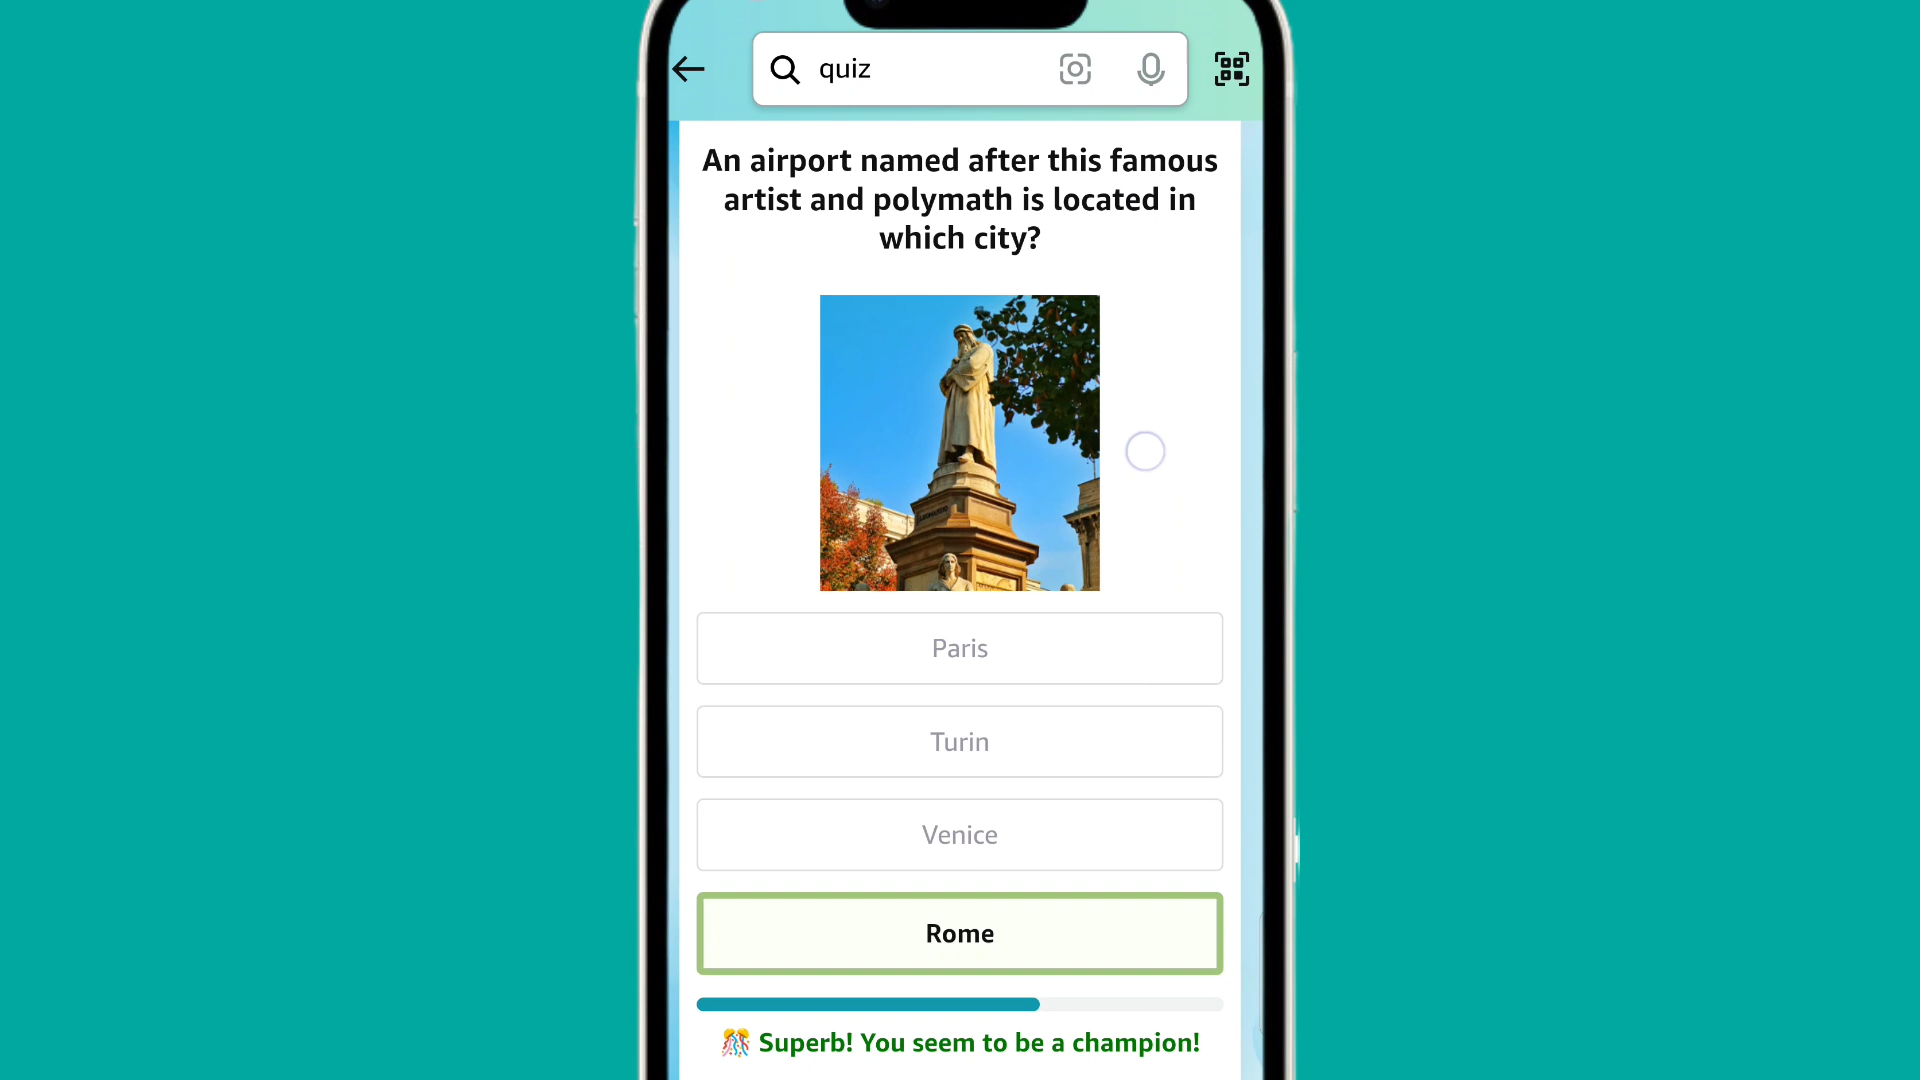 quiz
An airport named after this famous
artist and polymath is located in
which city?
LEONARDO
Paris
Turin
Venice
Rome
🎊 Superb! You seem to be a champion!